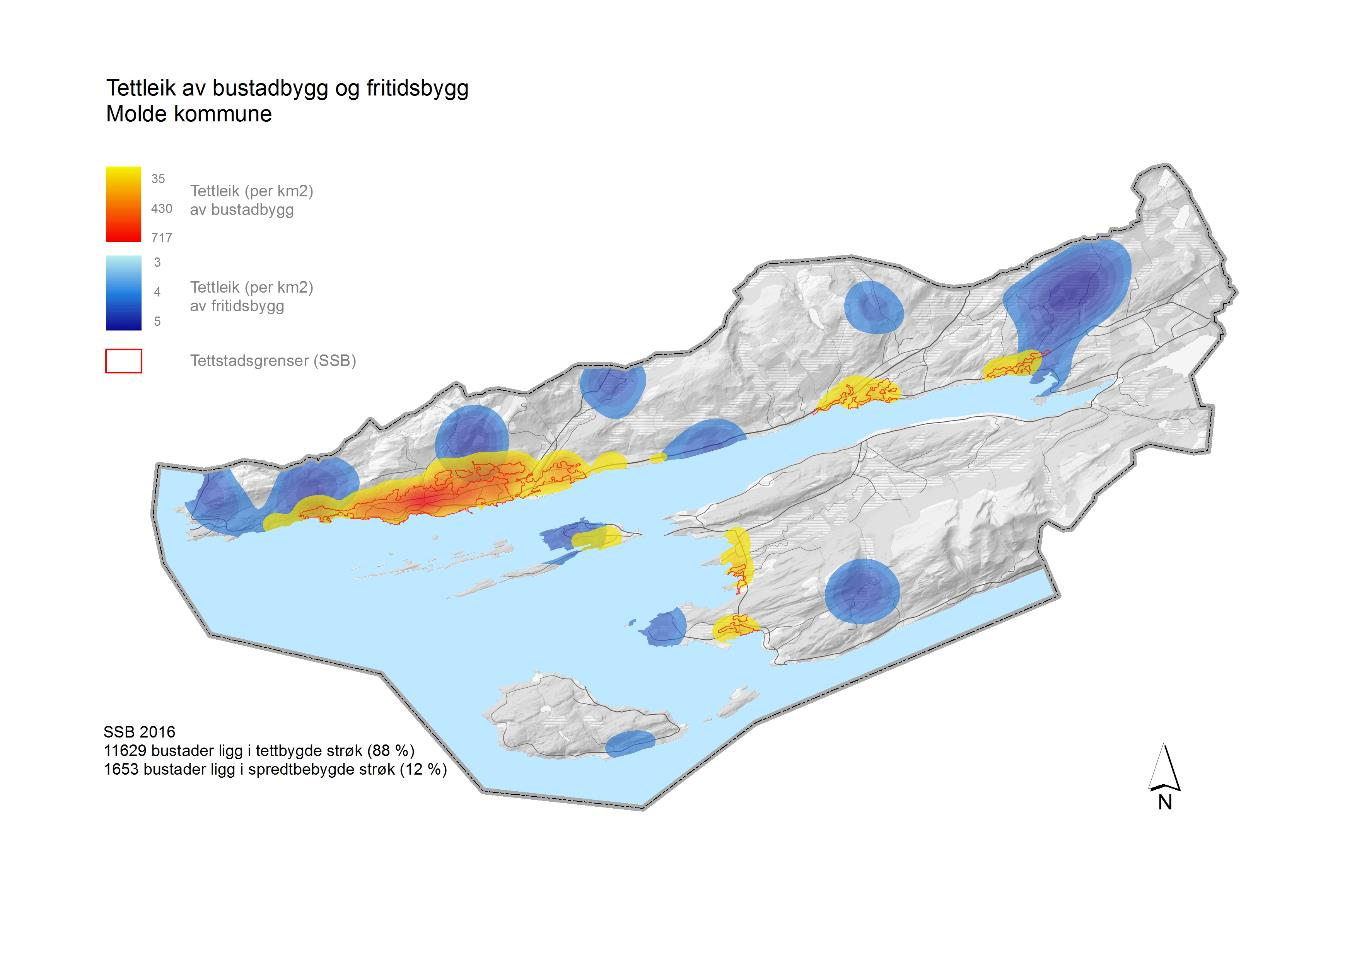 Tettleik av bustadbygg og fritidsbygg
Molde kommune
35
430
717
Tettleik (per km2)
av bustadbygg
3
4
5
Tettleik (per km2)
av fritidsbygg
Tettstadsgrenser (SSB)
SSB 2016
11629 bustader ligg i tettbygde strøk (88 %)
1653 bustader ligg i spredtbebygde strøk (12 %)
N